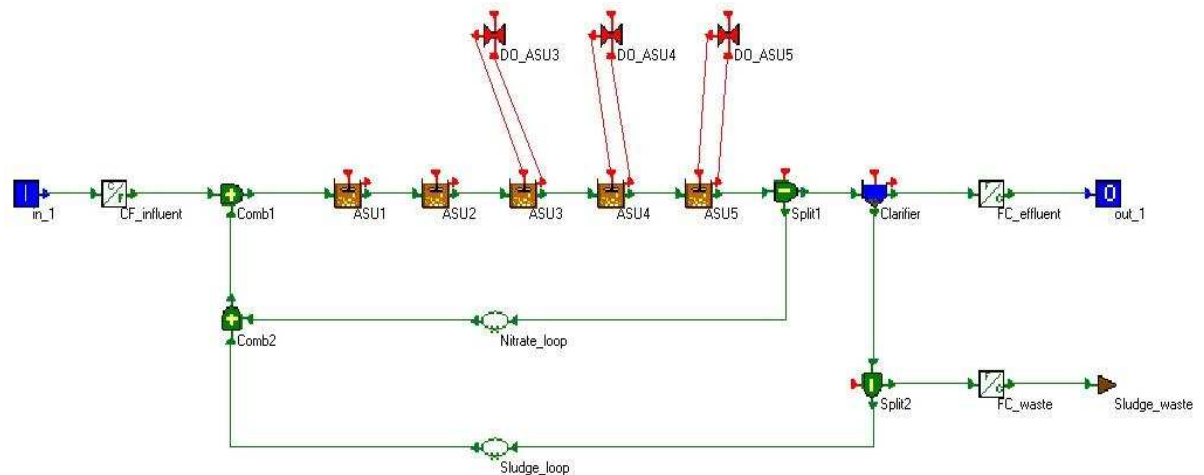 DO_ASU3
DO_ASU4
DO_ASU5
I
C/F
+
-
F/C
O
in_1
CF_influent
Comb1
ASU1
ASU2
ASU3
ASU4
ASU5
Split1
Clarifier
FC_effluent
out_1
+
Comb2
Nitrate_loop
F/C
Split2
FC_waste
Sludge_waste
Sludge_loop